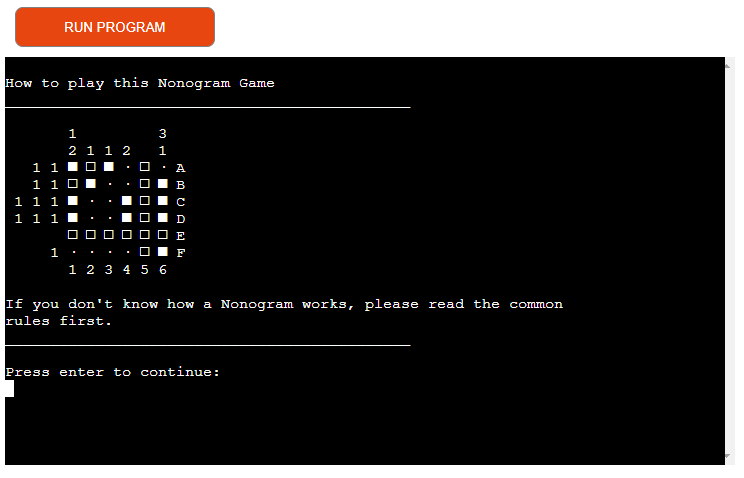 RUN PROGRAM
How to play this Nonogram Game
1 3
2 1 1 2 1
1 1 ■ □ ■ · □ · A
1 1 □ ■ · · □ ■ B
1 1 1 ■ · · ■ □ ■ C
1 1 1 ■ · · ■ □ ■ D
□ □ □ □ □ □ E
1 · · · · □ ■ F
1 2 3 4 5 6
If you don't know how a Nonogram works, please read the common
rules first.
Press enter to continue: